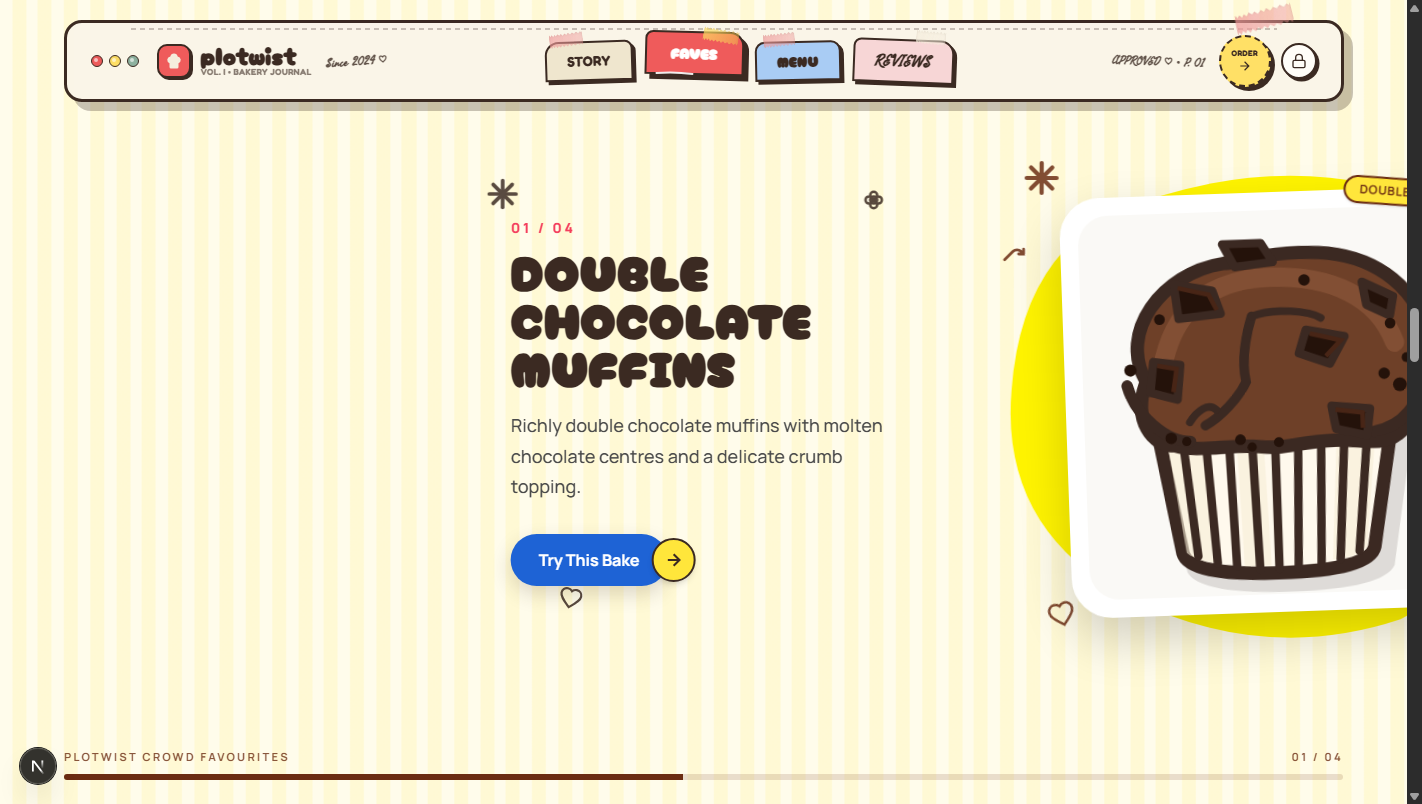 plotwist
VOL. I • BAKERY JOURNAL
Since 2024 ♡
STORY
FAVES
MENU
REVIEWS
APPROVED ♡ • P. 01
ORDER
→
DOUBLE
01 / 04
DOUBLE
CHOCOLATE
MUFFINS
Richly double chocolate muffins with molten
chocolate centres and a delicate crumb
topping.
Try This Bake →
N
PLOTWIST CROWD FAVOURITES
01 / 04